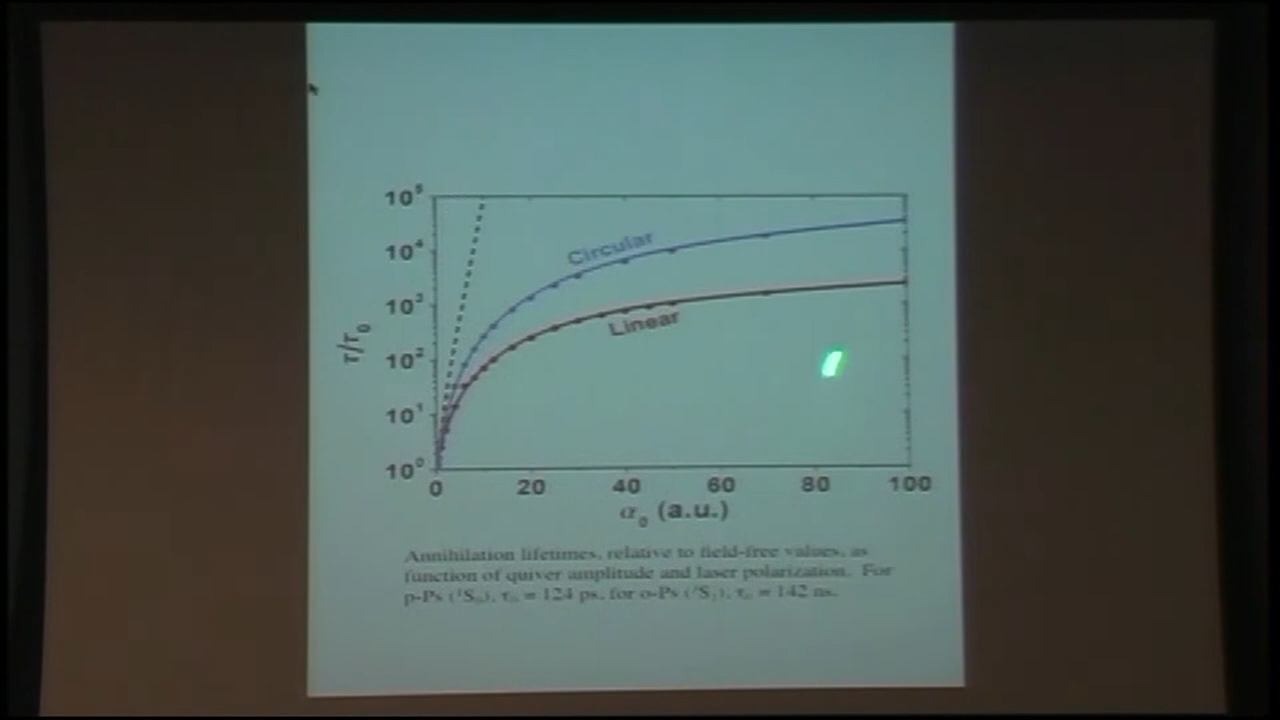 10⁵
10⁴
Circular
10³
Linear
τ/τ₀
10²
10¹
10⁰
0 20 40 60 80 100
α₀ (a.u.)
Annihilation lifetimes, relative to field-free values, as
function of quiver amplitude and laser polarization. For
p-Ps (¹S₀), τ₀ = 124 ps, for o-Ps (³S₁), τ₀ = 142 ns.